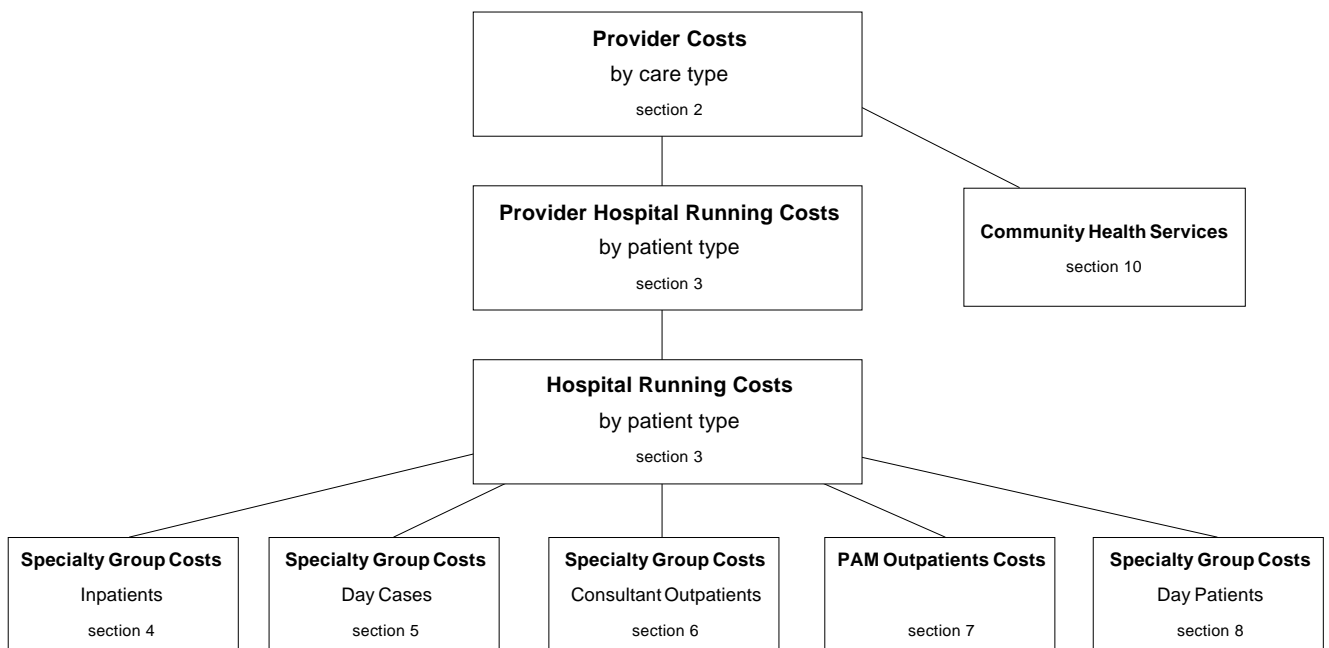 Provider Costs
by care type
section 2
Provider Hospital Running Costs
by patient type
section 3
Community Health Services
section 10
Hospital Running Costs
by patient type
section 3
Specialty Group Costs
Inpatients
section 4
Specialty Group Costs
Day Cases
section 5
Specialty Group Costs
Consultant Outpatients
section 6
PAM Outpatients Costs
section 7
Specialty Group Costs
Day Patients
section 8